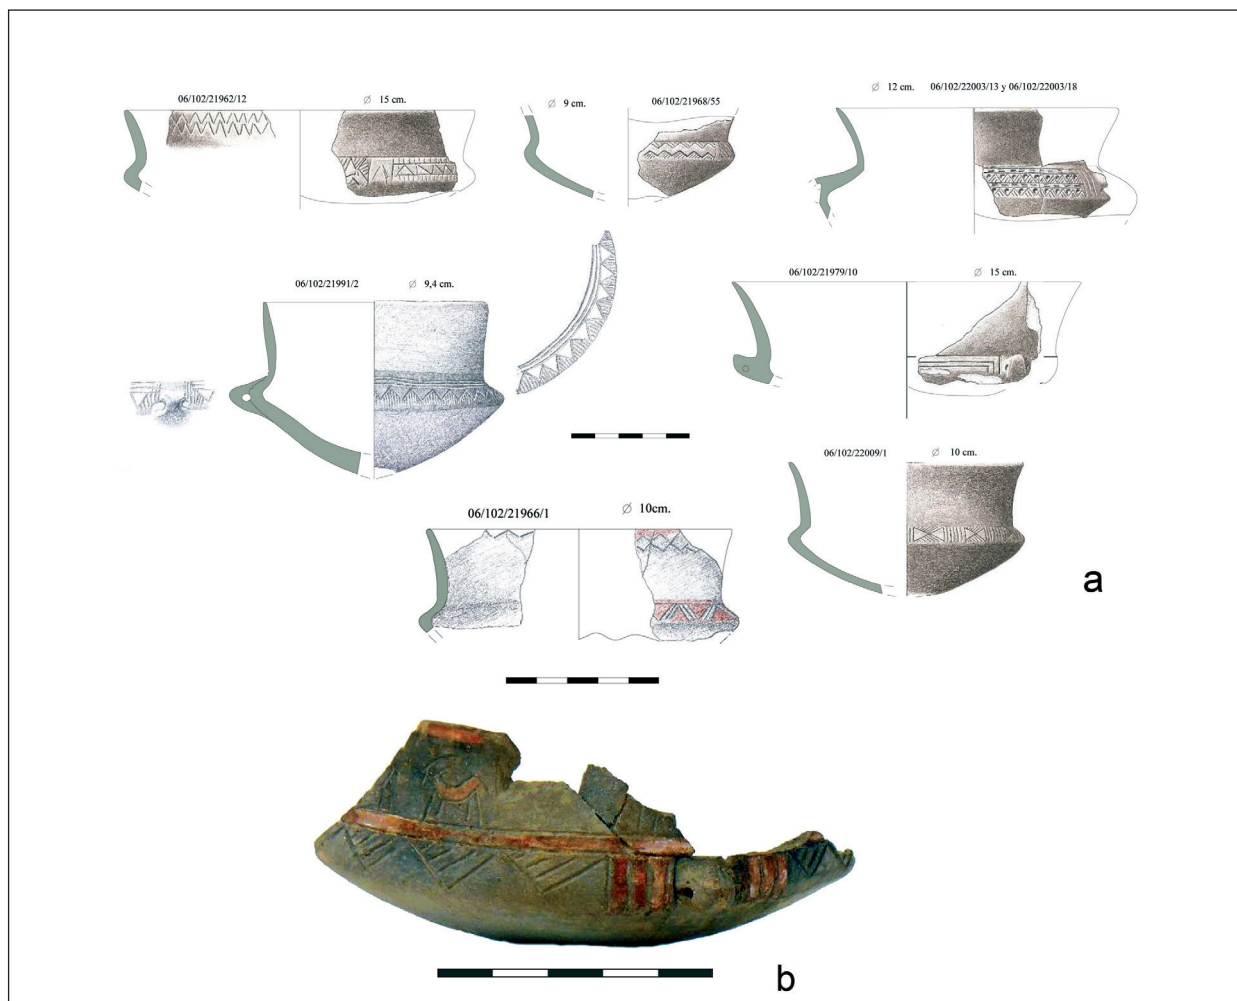 06/102/21962/12 ∅ 15 cm.
∅ 9 cm. 06/102/21968/55
∅ 12 cm. 06/102/22003/13 y 06/102/22003/18
06/102/21991/2 ∅ 9,4 cm.
06/102/21979/10 ∅ 15 cm.
06/102/22009/1 ∅ 10 cm.
06/102/21966/1 ∅ 10cm.
a
b